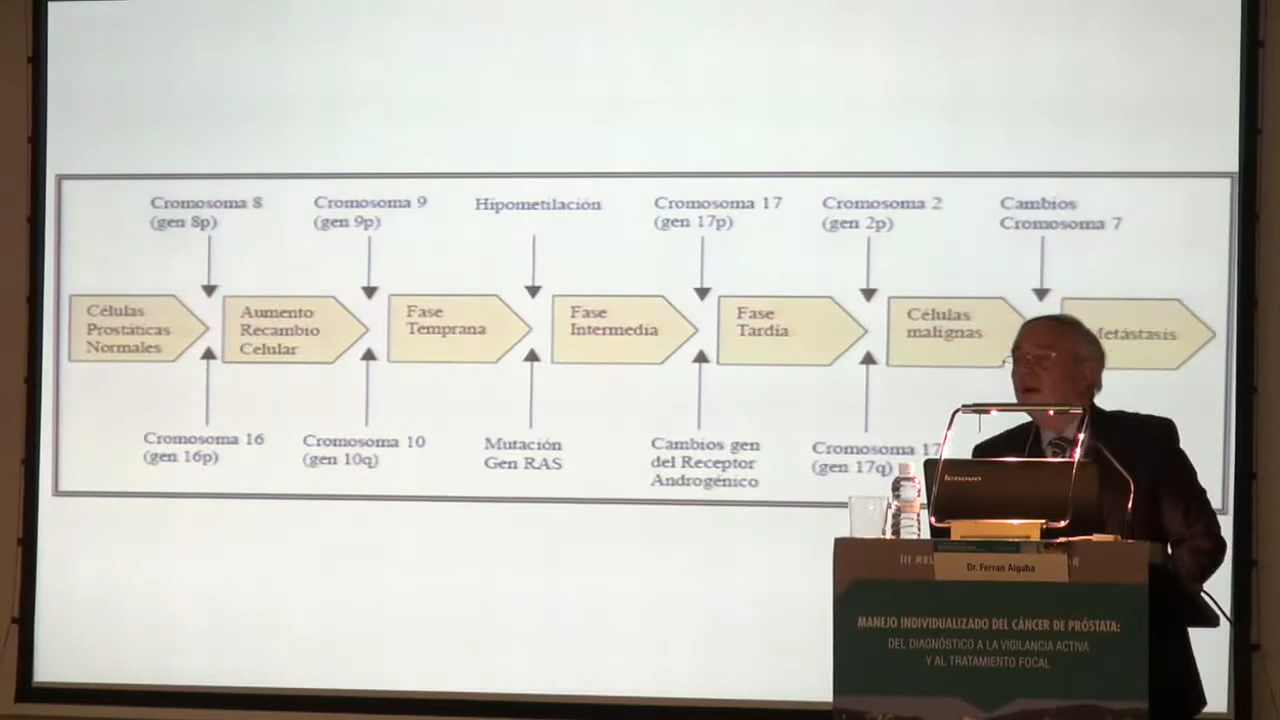 Cromosoma 8
(gen 8p)
Cromosoma 9
(gen 9p)
Hipometilación
Cromosoma 17
(gen 17p)
Cromosoma 2
(gen 2p)
Cambios
Cromosoma 7
Células
Prostáticas
Normales
Aumento
Recambio
Celular
Fase
Temprana
Fase
Intermedia
Fase
Tardía
Células
malignas
Metástasis
Cromosoma 16
(gen 16p)
Cromosoma 10
(gen 10q)
Mutación
Gen RAS
Cambios gen
del Receptor
Androgénico
Cromosoma 17
(gen 17q)
lenovo
III
Dr. Ferran Algaba
MANEJO INDIVIDUALIZADO DEL CÁNCER DE PRÓSTATA:
DEL DIAGNÓSTICO A LA VIGILANCIA ACTIVA
Y AL TRATAMIENTO FOCAL